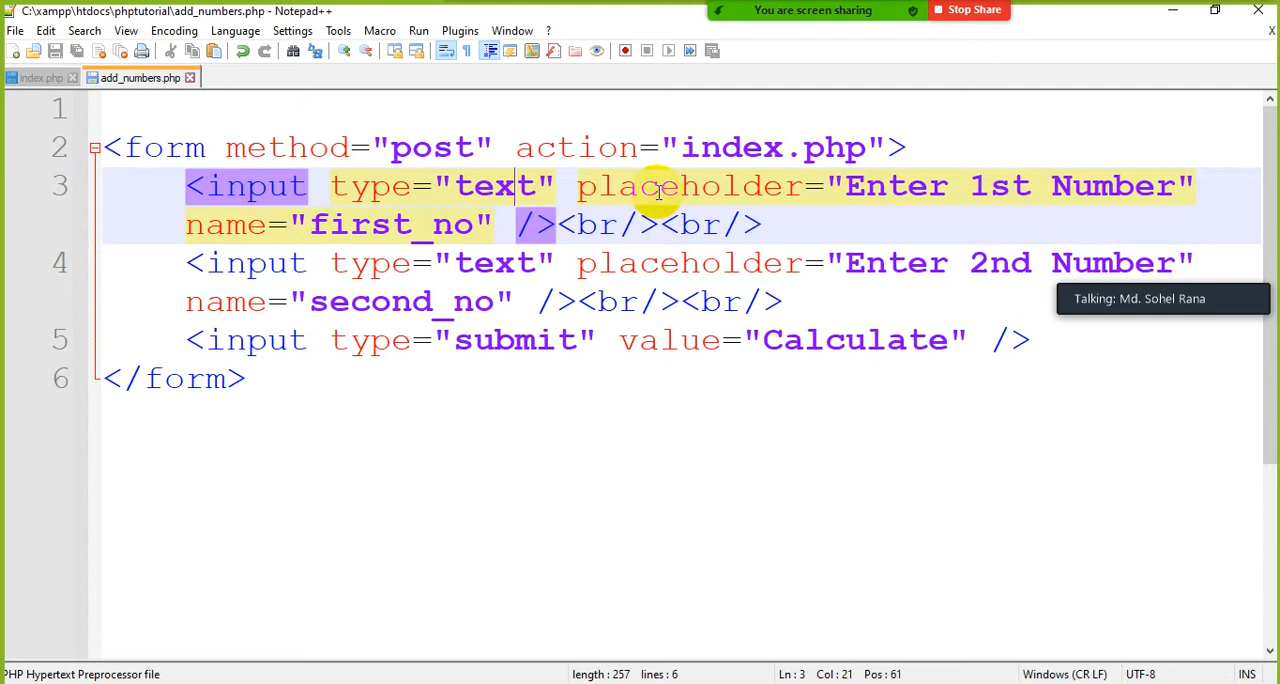 C:\xampp\htdocs\phptutorial\add_numbers.php - Notepad++
You are screen sharing
Stop Share
File Edit Search View Encoding Language Settings Tools Macro Run Plugins Window ?
X
index.php
add_numbers.php
1
2 <form method="post" action="index.php">
3 <input type="text" placeholder="Enter 1st Number"
name="first_no" /><br/><br/>
4 <input type="text" placeholder="Enter 2nd Number"
name="second_no" /><br/><br/>
Talking: Md. Sohel Rana
5 <input type="submit" value="Calculate" />
6 </form>
PHP Hypertext Preprocessor file
length : 257 lines : 6
Ln : 3 Col : 21 Pos : 61
Windows (CR LF)
UTF-8
INS